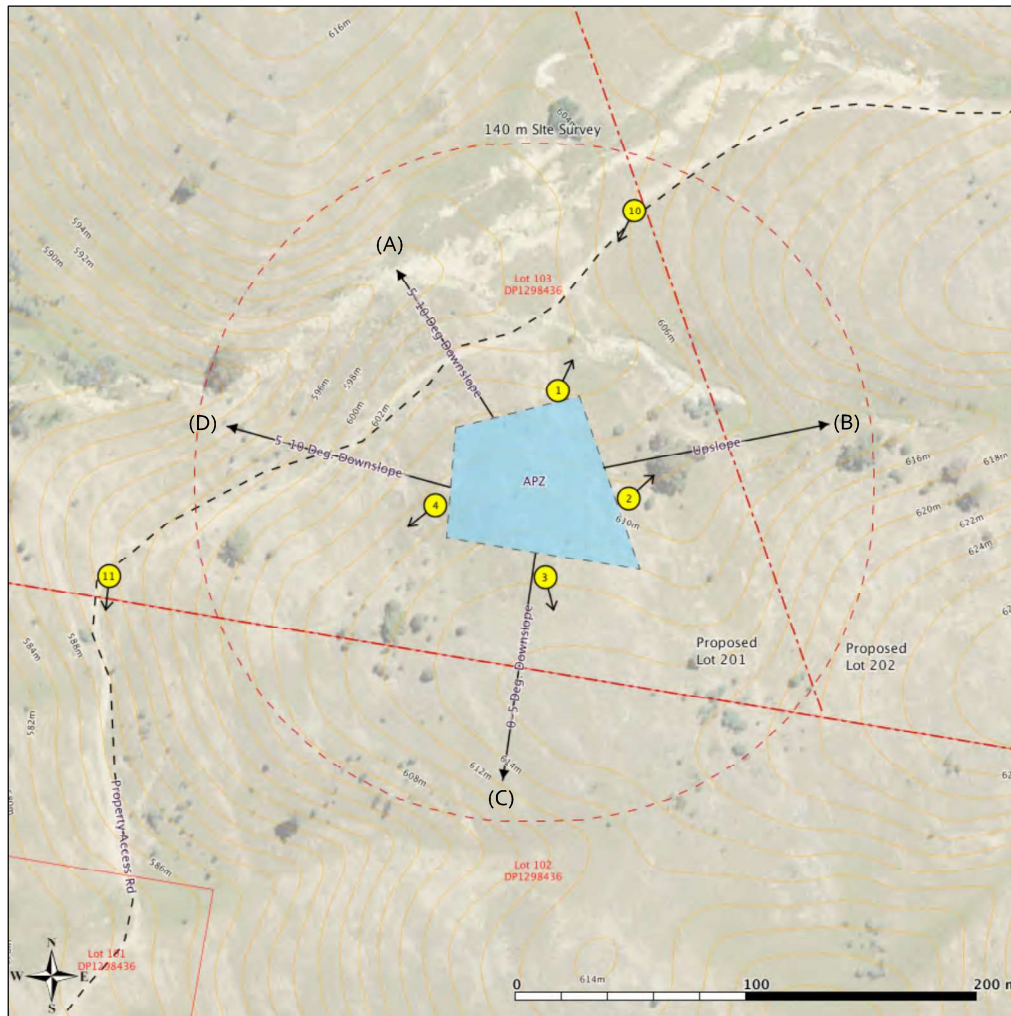 616m
604m
140 m SIte Survey
10
594m
592m
590m
(A)
Lot 103
DP1298436
5- 10 Deg. Downslope
606m
598m
596m
1
600m
602m
(D)
(B)
5- 10 Deg. Downslope
Upslope
616m
618m
APZ
4
2
620m
610m
622m
624m
3
11
584m
588m
Proposed
Lot 201
Proposed
Lot 202
0- 5 Deg Downslope
582m
614m
612m
608m
(C)
Property Access Rd
586m
Lot 102
DP1298436
N
W
E
S
Lot 101
DP1298436
614m
0
100
200 m